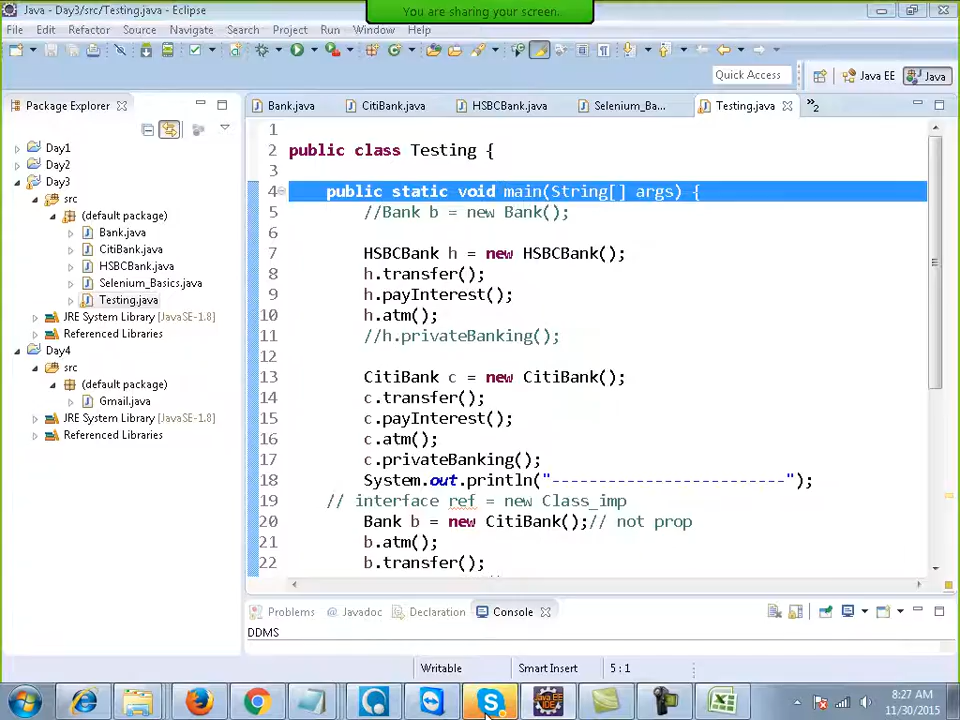 Java - Day3/src/Testing.java - Eclipse
You are sharing your screen.
File Edit Refactor Source Navigate Search Project Run Window Help
Quick Access
Java EE
Java
Package Explorer
Bank.java
CitiBank.java
HSBCBank.java
Selenium_Ba...
Testing.java
»2
Day1
Day2
Day3
src
(default package)
Bank.java
CitiBank.java
HSBCBank.java
Selenium_Basics.java
Testing.java
JRE System Library [JavaSE-1.8]
Referenced Libraries
Day4
src
(default package)
Gmail.java
JRE System Library [JavaSE-1.8]
Referenced Libraries
1
2 public class Testing {
3
4 public static void main(String[] args) {
5 //Bank b = new Bank();
6
7 HSBCBank h = new HSBCBank();
8 h.transfer();
9 h.payInterest();
10 h.atm();
11 //h.privateBanking();
12
13 CitiBank c = new CitiBank();
14 c.transfer();
15 c.payInterest();
16 c.atm();
17 c.privateBanking();
18 System.out.println("-------------------------");
19 // interface ref = new Class_imp
20 Bank b = new CitiBank();// not prop
21 b.atm();
22 b.transfer();
Problems
@ Javadoc
Declaration
Console
DDMS
Writable
Smart Insert
5 : 1
8:27 AM
11/30/2015